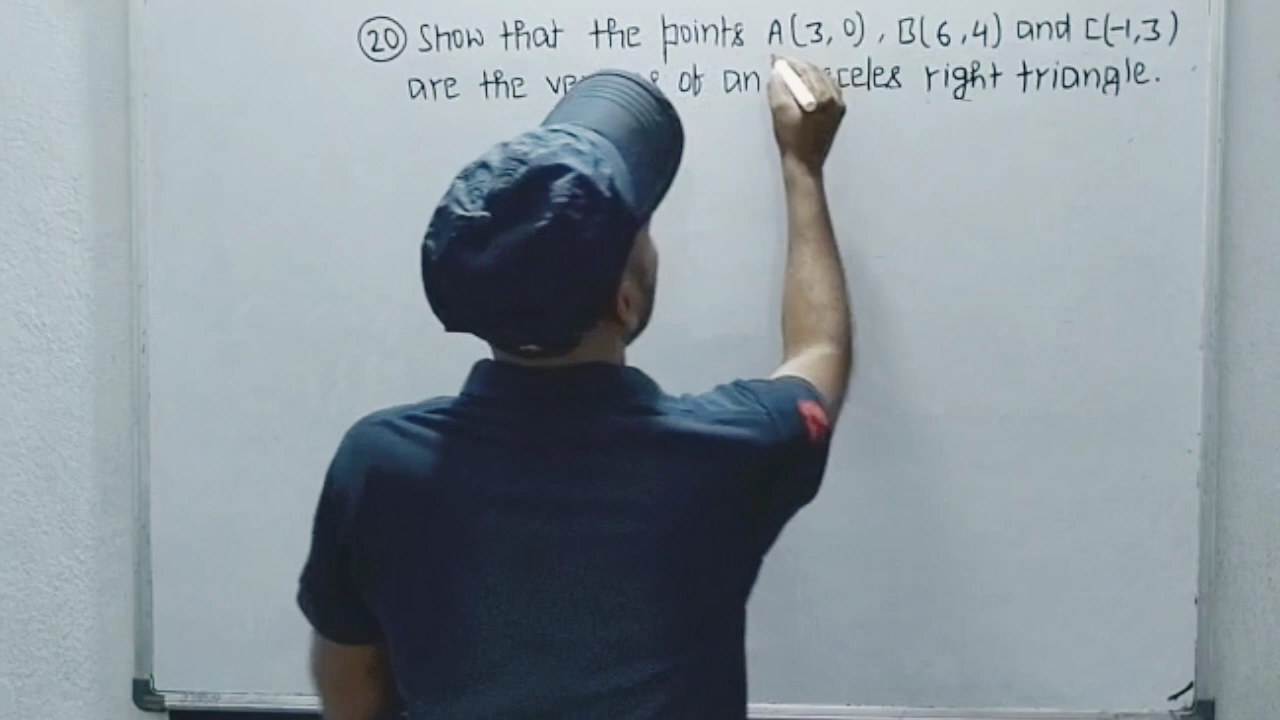 (20) Show that the points A(3,0), B(6,4) and C(-1,3)
are the of an right triangle.